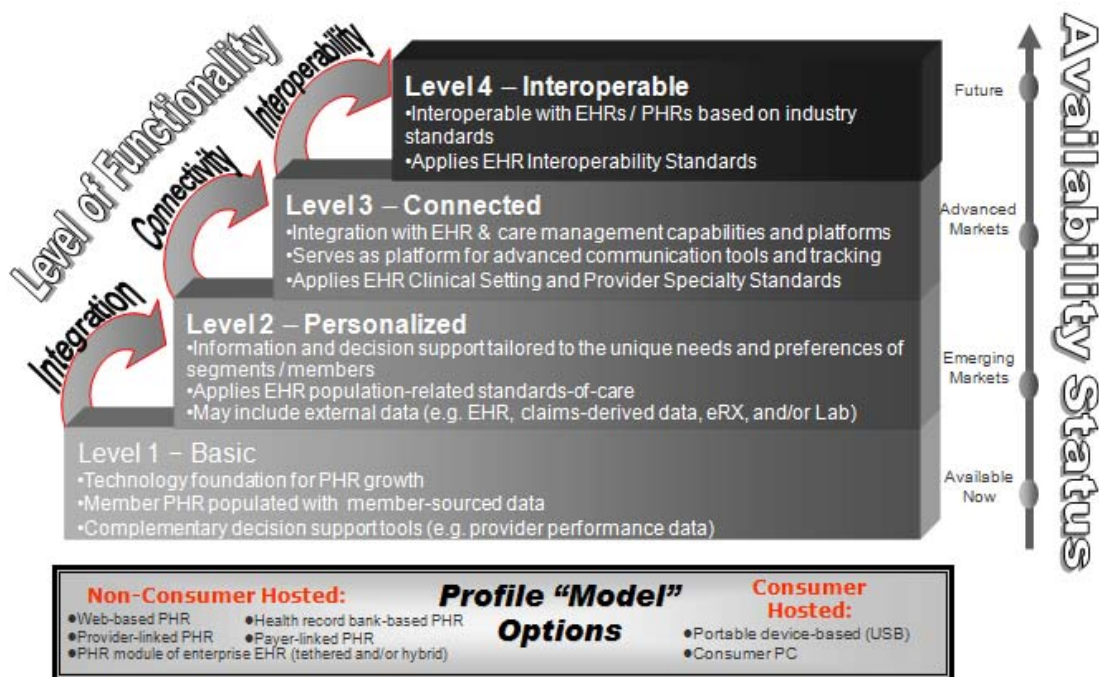 Level of Functionality
Integration
Connectivity
Interoperability
Level 4 – Interoperable
•Interoperable with EHRs / PHRs based on industry
standards
•Applies EHR Interoperability Standards
Level 3 – Connected
•Integration with EHR & care management capabilities and platforms
•Serves as platform for advanced communication tools and tracking
•Applies EHR Clinical Setting and Provider Specialty Standards
Level 2 – Personalized
•Information and decision support tailored to the unique needs and preferences of
segments / members
•Applies EHR population-related standards-of-care
•May include external data (e.g. EHR, claims-derived data, eRX, and/or Lab)
Level 1 – Basic
•Technology foundation for PHR growth
•Member PHR populated with member-sourced data
•Complementary decision support tools (e.g. provider performance data)
Future
Advanced
Markets
Emerging
Markets
Available
Now
Availability Status
Non-Consumer Hosted:
●Web-based PHR
●Provider-linked PHR
●Health record bank-based PHR
●Payer-linked PHR
●PHR module of enterprise EHR (tethered and/or hybrid)
Profile “Model”
Options
Consumer
Hosted:
●Portable device-based (USB)
●Consumer PC